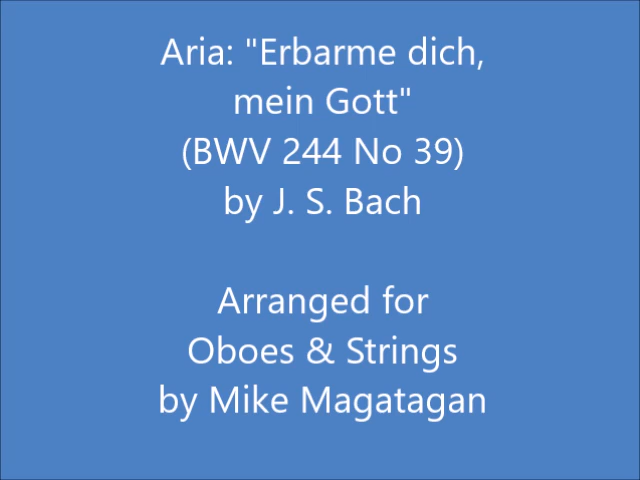 Aria: "Erbarme dich,
mein Gott"
(BWV 244 No 39)
by J. S. Bach
Arranged for
Oboes & Strings
by Mike Magatagan